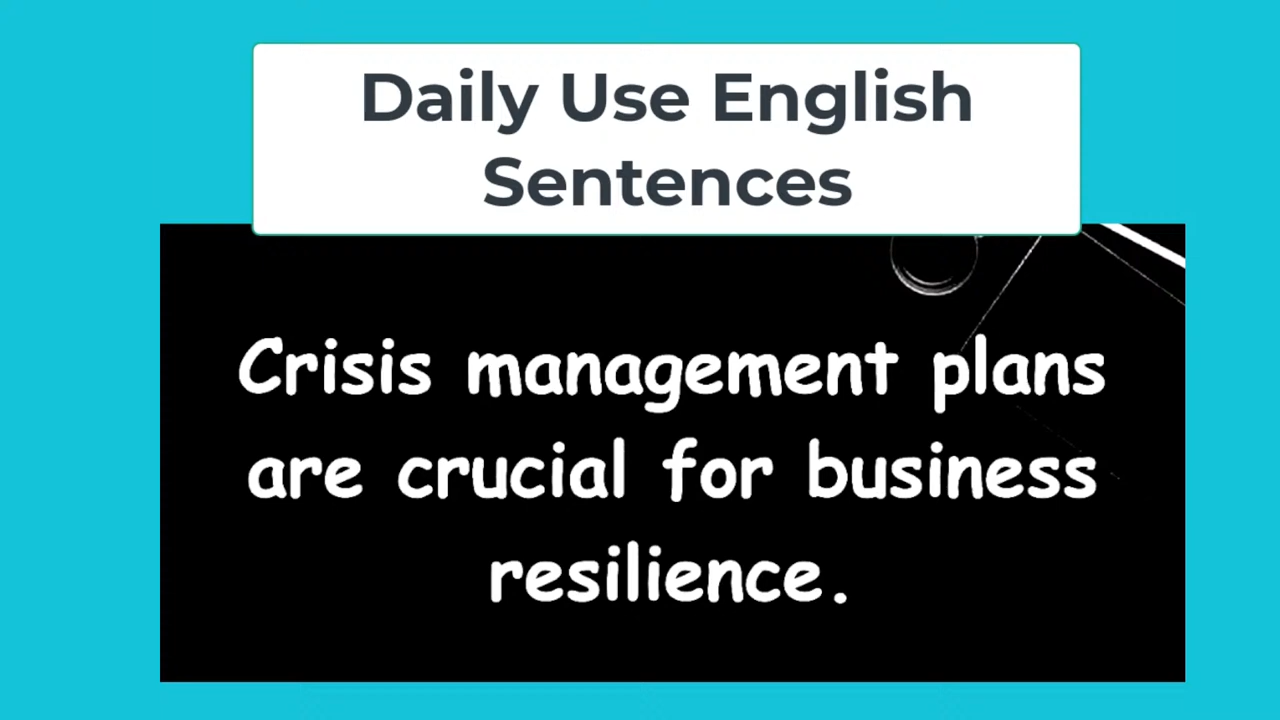 Daily Use English
Sentences
Crisis management plans
are crucial for business
resilience.